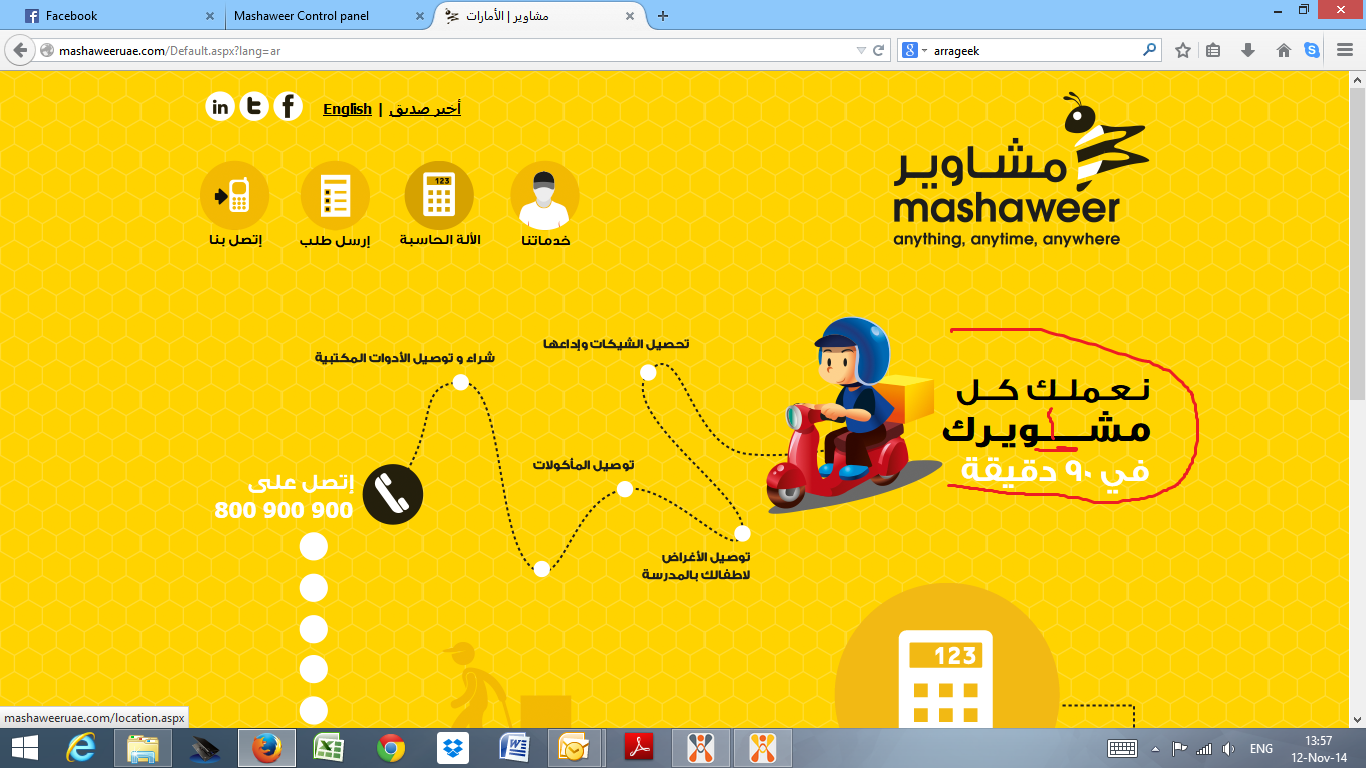 Facebook
Mashaweer Control panel
مشاوير | الأمارات
mashaweeruae.com/Default.aspx?lang=ar
arrageek
English | أخبر صديق
مشاوير
mashaweer
anything, anytime, anywhere
خدماتنا
الألة الحاسبة
إرسل طلب
إتصل بنا
123
نعملك كل
مشـويرك
في ٩٠ دقيقة
تحصيل الشيكات وإداعها
شراء و توصيل الأدوات المكتبية
توصيل المأكولات
توصيل الأغراض
لاطفالك بالمدرسة
إتصل على
800 900 900
123
mashaweeruae.com/location.aspx
ENG
13:57
12-Nov-14